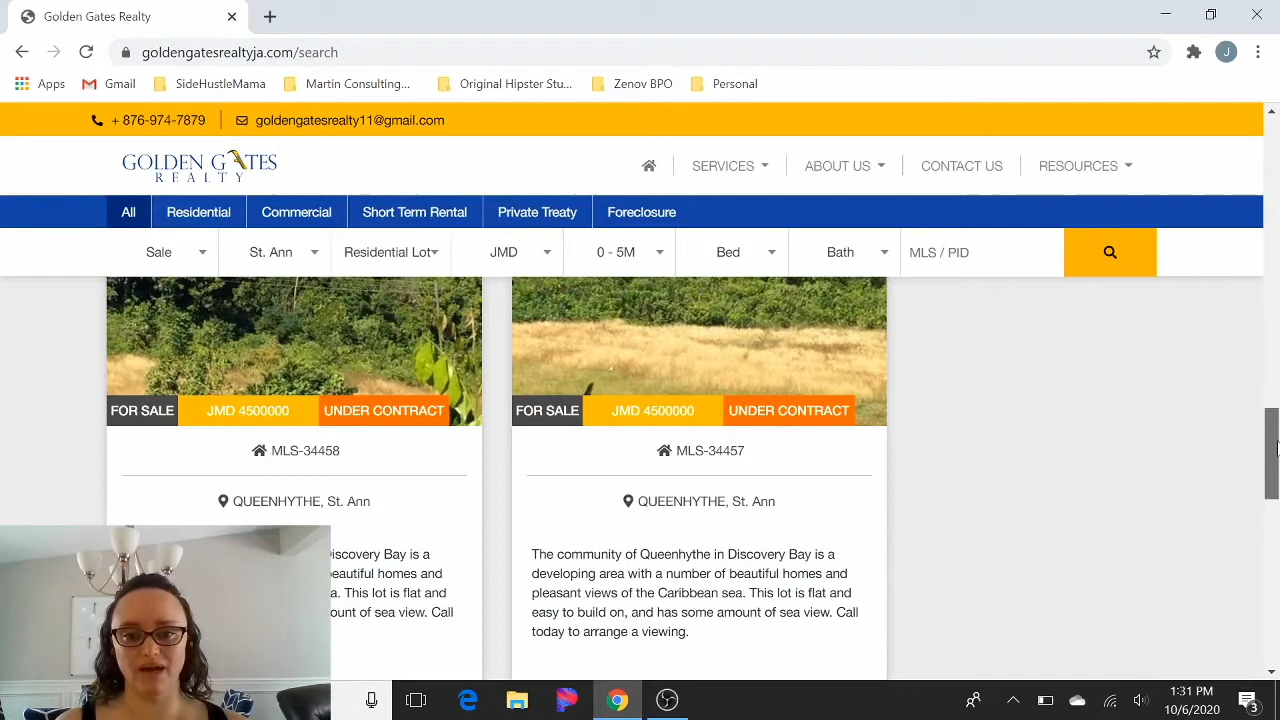 Golden Gates Realty
goldengatesrealtyja.com/search
J
Apps
Gmail
SideHustleMama
Martin Consulting...
Original Hipster Stu...
Zenov BPO
Personal
+ 876-974-7879
goldengatesrealty11@gmail.com
GOLDEN GATES
REALTY
SERVICES
ABOUT US
CONTACT US
RESOURCES
All
Residential
Commercial
Short Term Rental
Private Treaty
Foreclosure
Sale
St. Ann
Residential Lot
JMD
0 - 5M
Bed
Bath
MLS / PID
FOR SALE
JMD 4500000
UNDER CONTRACT
MLS-34458
QUEENHYTHE, St. Ann
iscovery Bay is a
eautiful homes and
a. This lot is flat and
ount of sea view. Call
FOR SALE
JMD 4500000
UNDER CONTRACT
MLS-34457
QUEENHYTHE, St. Ann
The community of Queenhythe in Discovery Bay is a
developing area with a number of beautiful homes and
pleasant views of the Caribbean sea. This lot is flat and
easy to build on, and has some amount of sea view. Call
today to arrange a viewing.
1:31 PM
10/6/2020
3